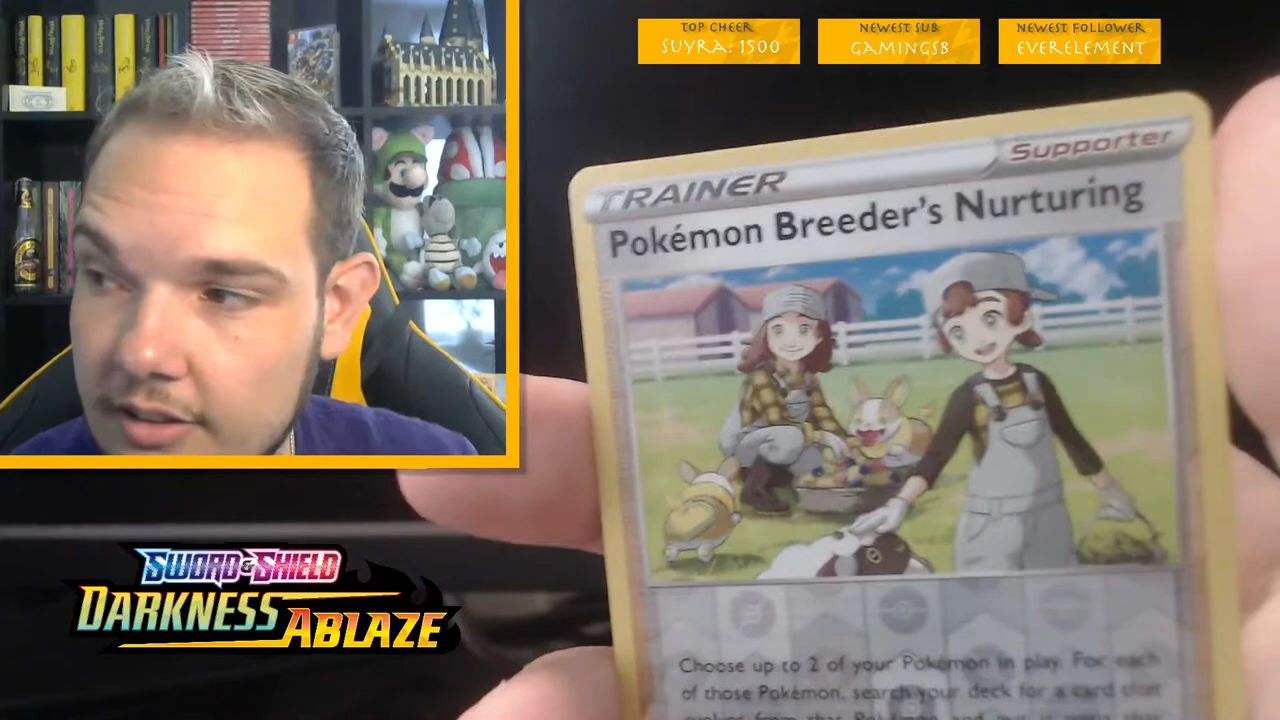 TOP CHEER
SUYRA: 1500
NEWEST SUB
GAMINGSB
NEWEST FOLLOWER
EVERELEMENT
TRAINER
Supporter
Pokémon Breeder's Nurturing
SWORD & SHIELD
DARKNESS ABLAZE
Choose up to 2 of your Pokémon in play. For each
of those Pokémon, search your deck for a card that